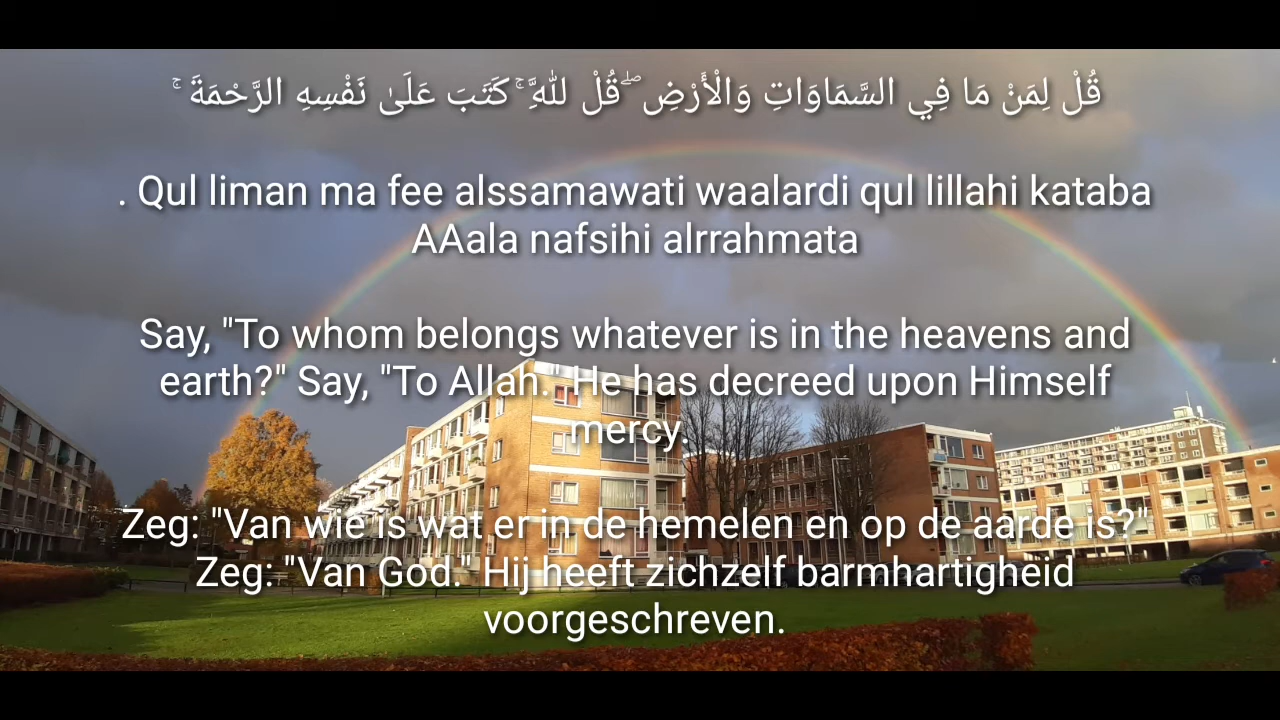 قُلْ لِمَنْ مَا فِي السَّمَاوَاتِ وَالْأَرْضِ ۖ قُلْ لِلَّهِ ۚ كَتَبَ عَلَىٰ نَفْسِهِ الرَّحْمَةَ ۚ
. Qul liman ma fee alssamawati waalardi qul lillahi kataba
AAala nafsihi alrrahmata
Say, "To whom belongs whatever is in the heavens and
earth?" Say, "To Allah." He has decreed upon Himself
mercy.
Zeg: "Van wie is wat er in de hemelen en op de aarde is?"
Zeg: "Van God." Hij heeft zichzelf barmhartigheid
voorgeschreven.